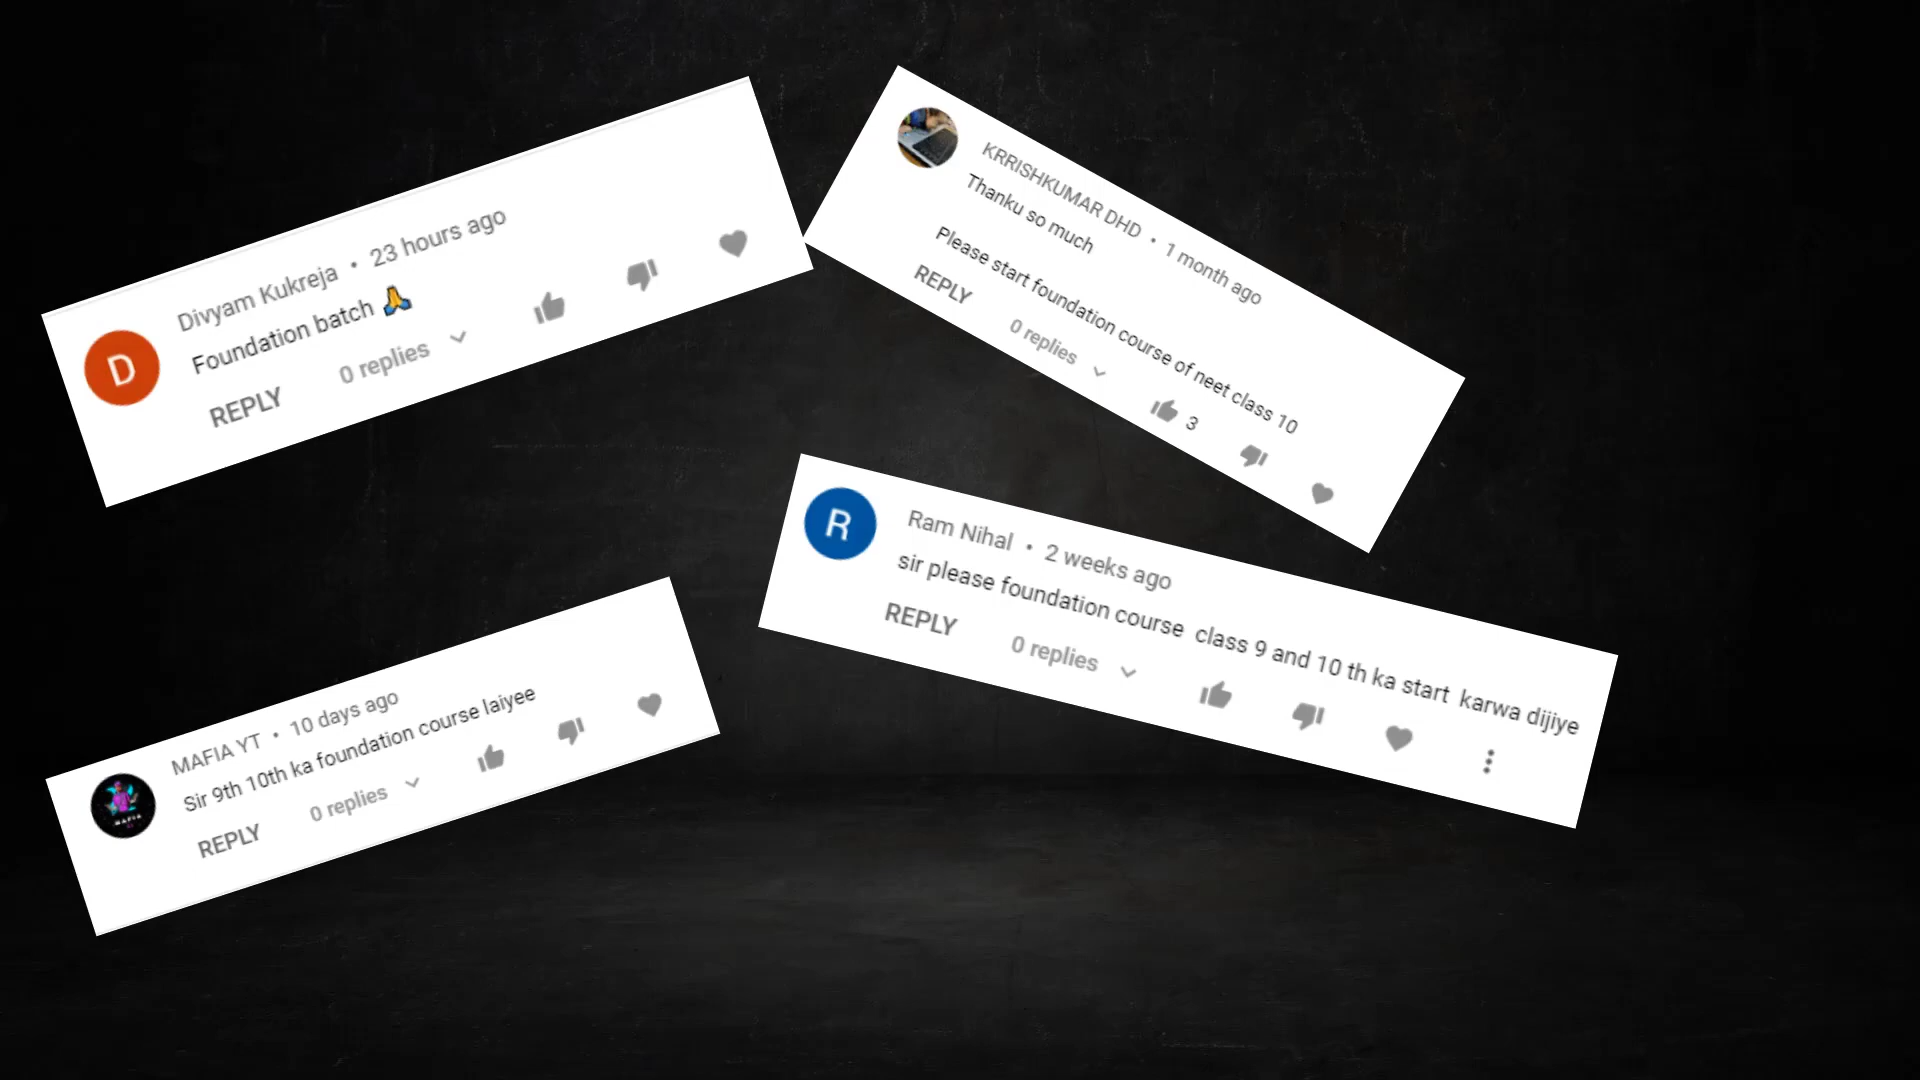 Divyam Kukreja • 23 hours ago
Foundation batch 🙏
REPLY 0 replies
D
KRRISHKUMAR DHD • 1 month ago
Thanku so much
Please start foundation course of neet class 10
REPLY 0 replies 3
R
Ram Nihal • 2 weeks ago
sir please foundation course class 9 and 10 th ka start karwa dijiye
REPLY 0 replies
MAFIA YT • 10 days ago
Sir 9th 10th ka foundation course laiyee
REPLY 0 replies
MAFIA